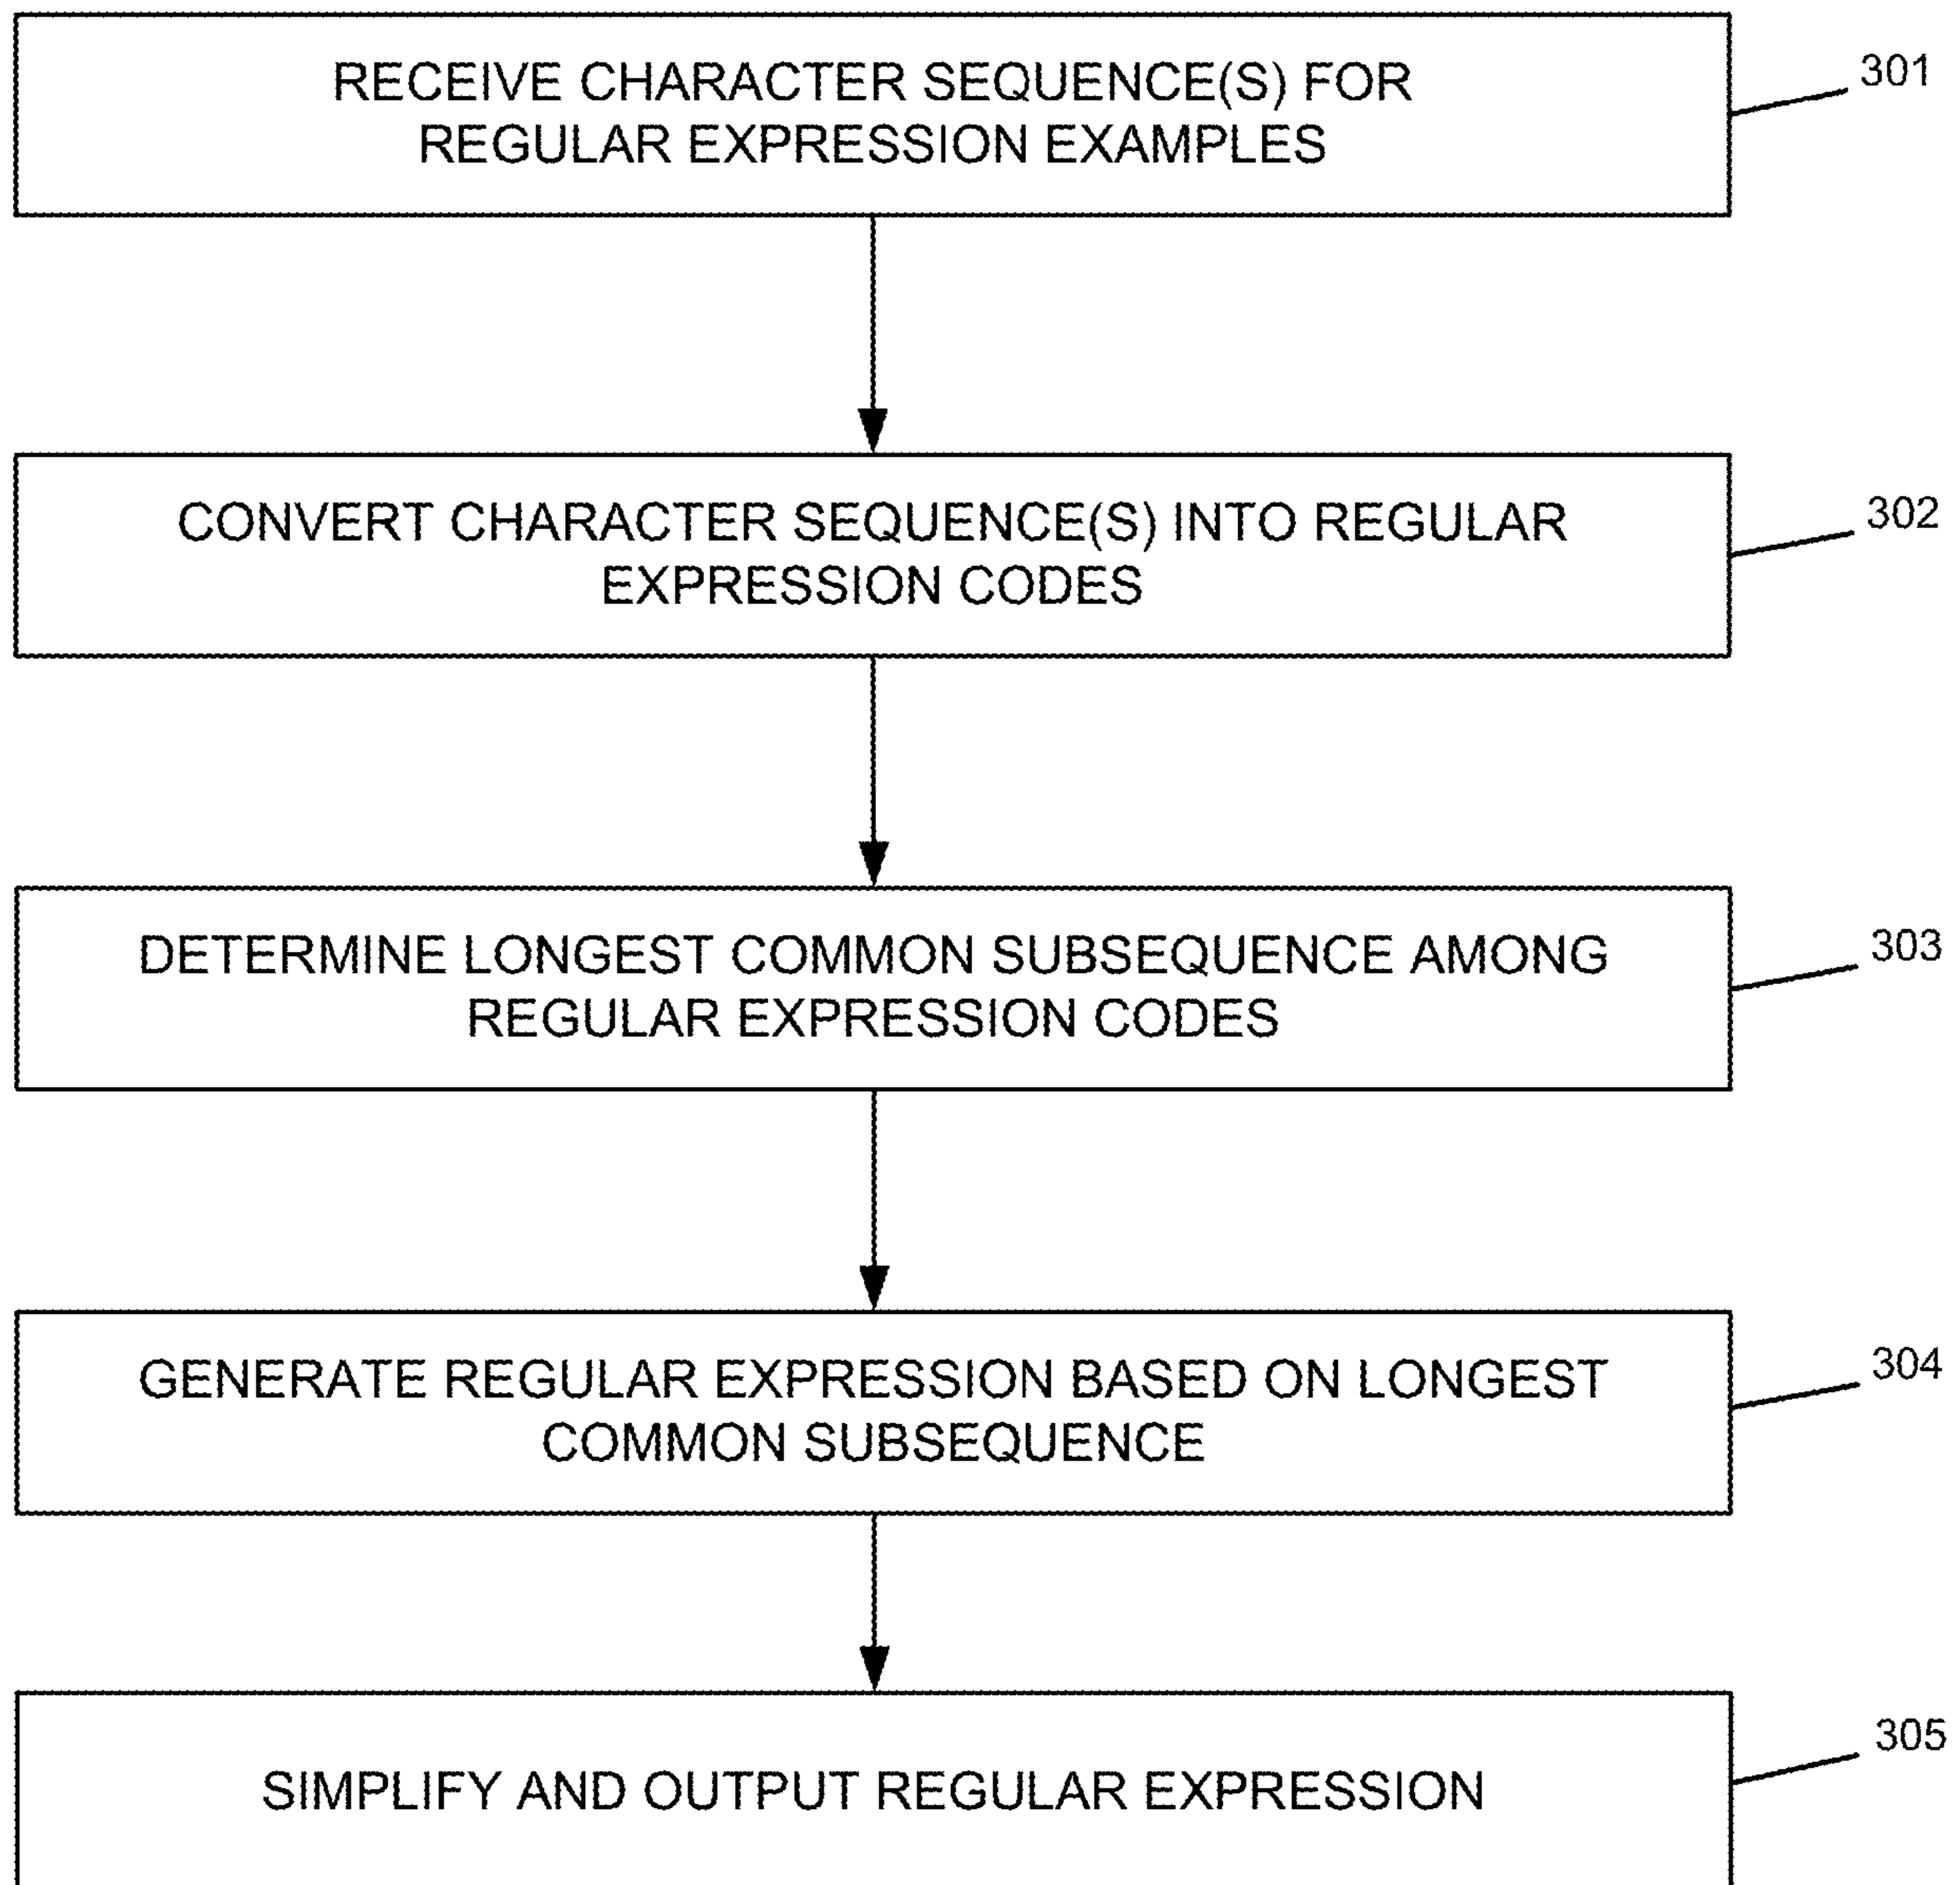 RECEIVE CHARACTER SEQUENCE(S) FOR
REGULAR EXPRESSION EXAMPLES
301
CONVERT CHARACTER SEQUENCE(S) INTO REGULAR
EXPRESSION CODES
302
DETERMINE LONGEST COMMON SUBSEQUENCE AMONG
REGULAR EXPRESSION CODES
303
GENERATE REGULAR EXPRESSION BASED ON LONGEST
COMMON SUBSEQUENCE
304
SIMPLIFY AND OUTPUT REGULAR EXPRESSION
305